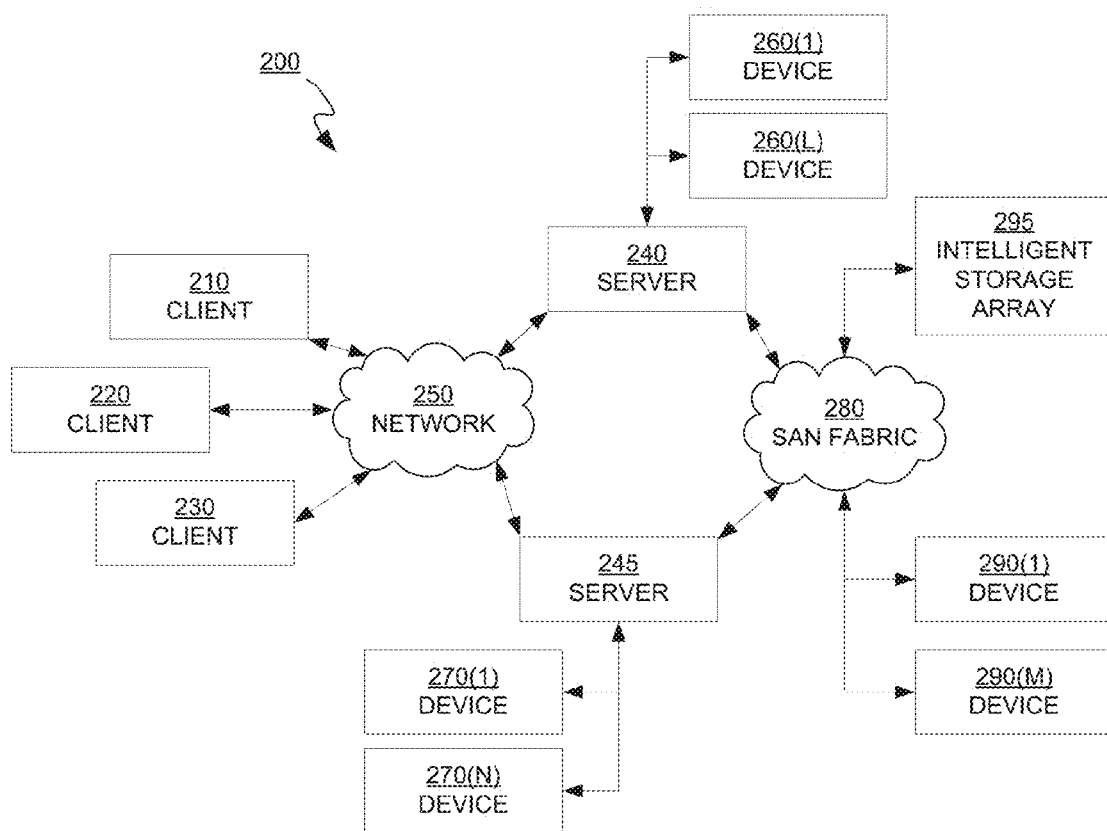 200
260(1)
DEVICE
260(L)
DEVICE
295
INTELLIGENT
STORAGE
ARRAY
240
SERVER
210
CLIENT
220
CLIENT
230
CLIENT
250
NETWORK
280
SAN FABRIC
245
SERVER
290(1)
DEVICE
290(M)
DEVICE
270(1)
DEVICE
270(N)
DEVICE